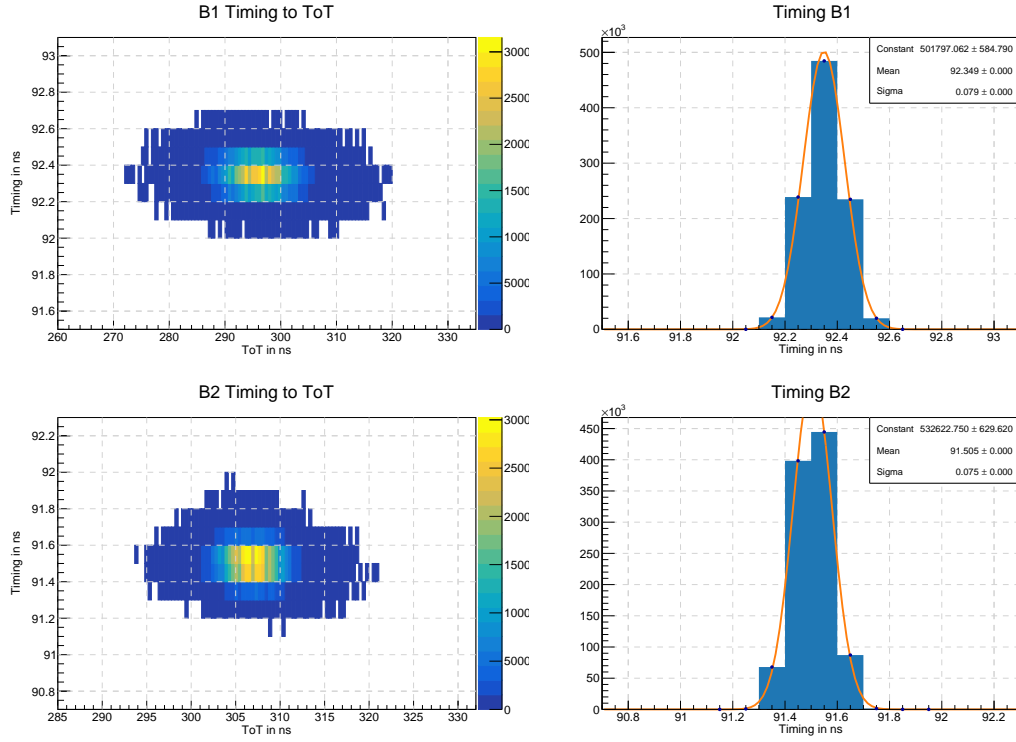 B1 Timing to ToT
Timing in ns
93
92.8
92.6
92.4
92.2
92
91.8
91.6
260 270 280 290 300 310 320 330
ToT in ns
3000
2500
2000
1500
1000
5000
0
Timing B1
×10³
500
400
300
200
100
0
91.6 91.8 92 92.2 92.4 92.6 92.8 93
Timing in ns
Constant 501797.062 ± 584.790
Mean 92.349 ± 0.000
Sigma 0.079 ± 0.000
B2 Timing to ToT
Timing in ns
92.2
92
91.8
91.6
91.4
91.2
91
90.8
285 290 295 300 305 310 315 320 325 330
ToT in ns
3000
2500
2000
1500
1000
5000
0
Timing B2
×10³
450
400
350
300
250
200
150
100
50
0
90.8 91 91.2 91.4 91.6 91.8 92 92.2
Timing in ns
Constant 532622.750 ± 629.620
Mean 91.505 ± 0.000
Sigma 0.075 ± 0.000